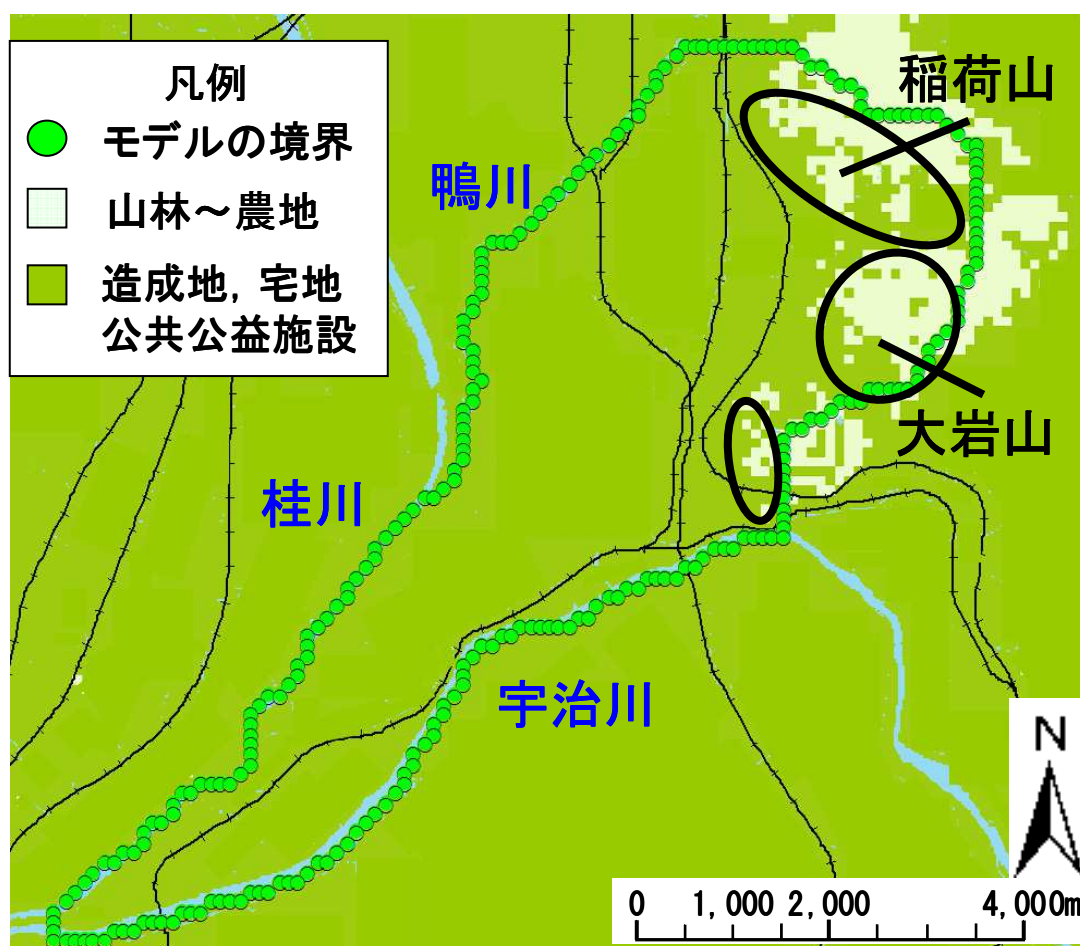 凡例
モデルの境界
山林～農地
造成地，宅地
公共公益施設
稲荷山
鴨川
大岩山
桂川
宇治川
N
0 1,000 2,000 4,000m